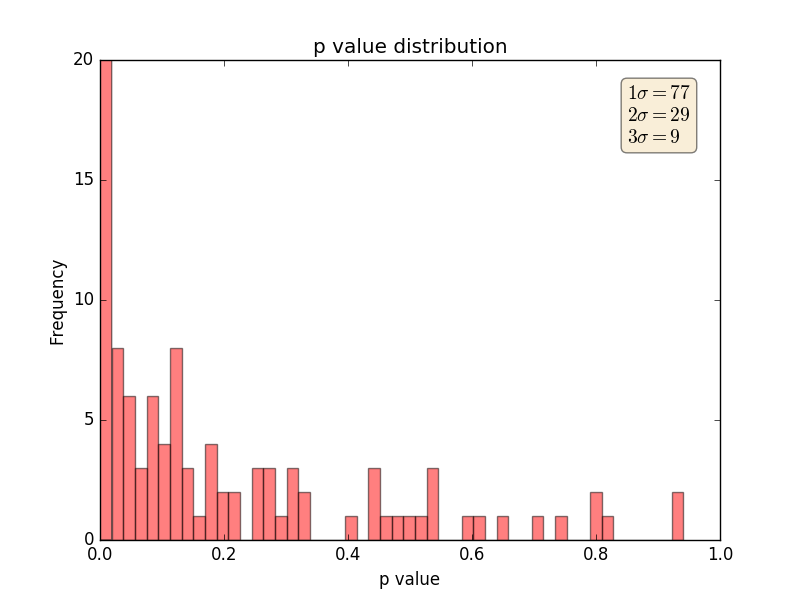 p value distribution
1σ = 77
2σ = 29
3σ = 9
20
15
10
5
0
Frequency
0.0 0.2 0.4 0.6 0.8 1.0
p value